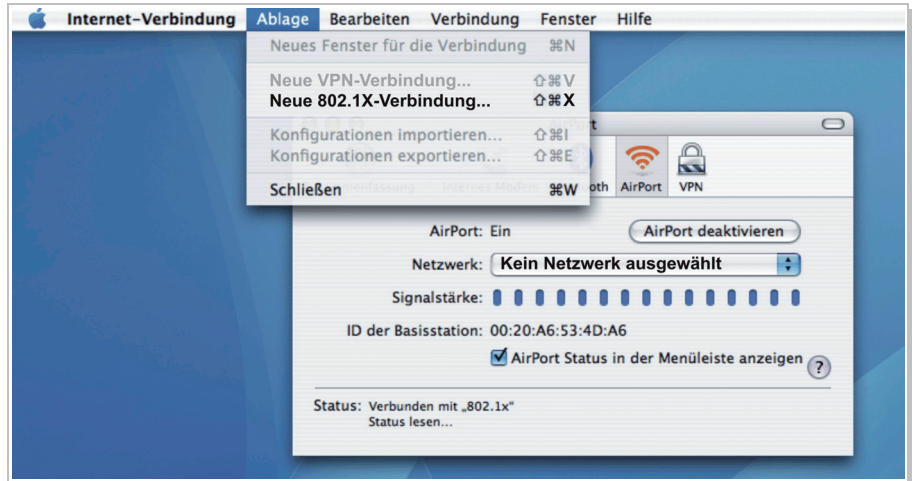 Internet-Verbindung Ablage Bearbeiten Verbindung Fenster Hilfe
Neues Fenster für die Verbindung ⌘N
Neue VPN-Verbindung... ⇧⌘V
Neue 802.1X-Verbindung... ⇧⌘X
Konfigurationen importieren... ⇧⌘I
Konfigurationen exportieren... ⇧⌘E
Schließen ⌘W
AirPort VPN
AirPort: Ein AirPort deaktivieren
Netzwerk: Kein Netzwerk ausgewählt
Signalstärke:
ID der Basisstation: 00:20:A6:53:4D:A6
AirPort Status in der Menüleiste anzeigen ?
Status: Verbunden mit „802.1x“
Status lesen...